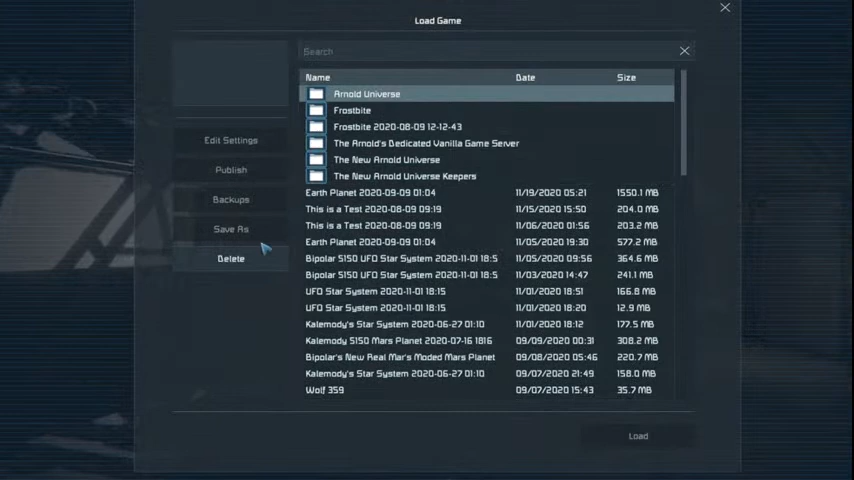 Load Game
Search
Name Date Size
Arnold Universe
Frostbite
Frostbite 2020-08-09 12-12-43
The Arnold's Dedicated Vanilla Game Server
The New Arnold Universe
The New Arnold Universe Keepers
Earth Planet 2020-09-09 01:04 11/19/2020 05:21 1550.1 MB
This is a Test 2020-08-09 09:19 11/15/2020 15:50 204.0 MB
This is a Test 2020-08-09 09:19 11/06/2020 01:56 203.2 MB
Earth Planet 2020-09-09 01:04 11/05/2020 19:30 577.2 MB
Bipolar 5150 UFO Star System 2020-11-01 18:5 11/05/2020 09:56 364.6 MB
Bipolar 5150 UFO Star System 2020-11-01 18:5 11/03/2020 14:47 241.1 MB
UFO Star System 2020-11-01 18:15 11/01/2020 18:51 166.8 MB
UFO Star System 2020-11-01 18:15 11/01/2020 18:20 12.9 MB
Kalemody's Star System 2020-06-27 01:10 11/01/2020 18:12 177.5 MB
Kalemody 5150 Mars Planet 2020-07-16 1816 09/09/2020 00:31 308.2 MB
Bipolar's New Real Mar's Moded Mars Planet 09/08/2020 05:46 220.7 MB
Kalemody's Star System 2020-06-27 01:10 09/07/2020 21:49 158.0 MB
Wolf 359 09/07/2020 15:43 35.7 MB
Edit Settings
Publish
Backups
Save As
Delete
Load